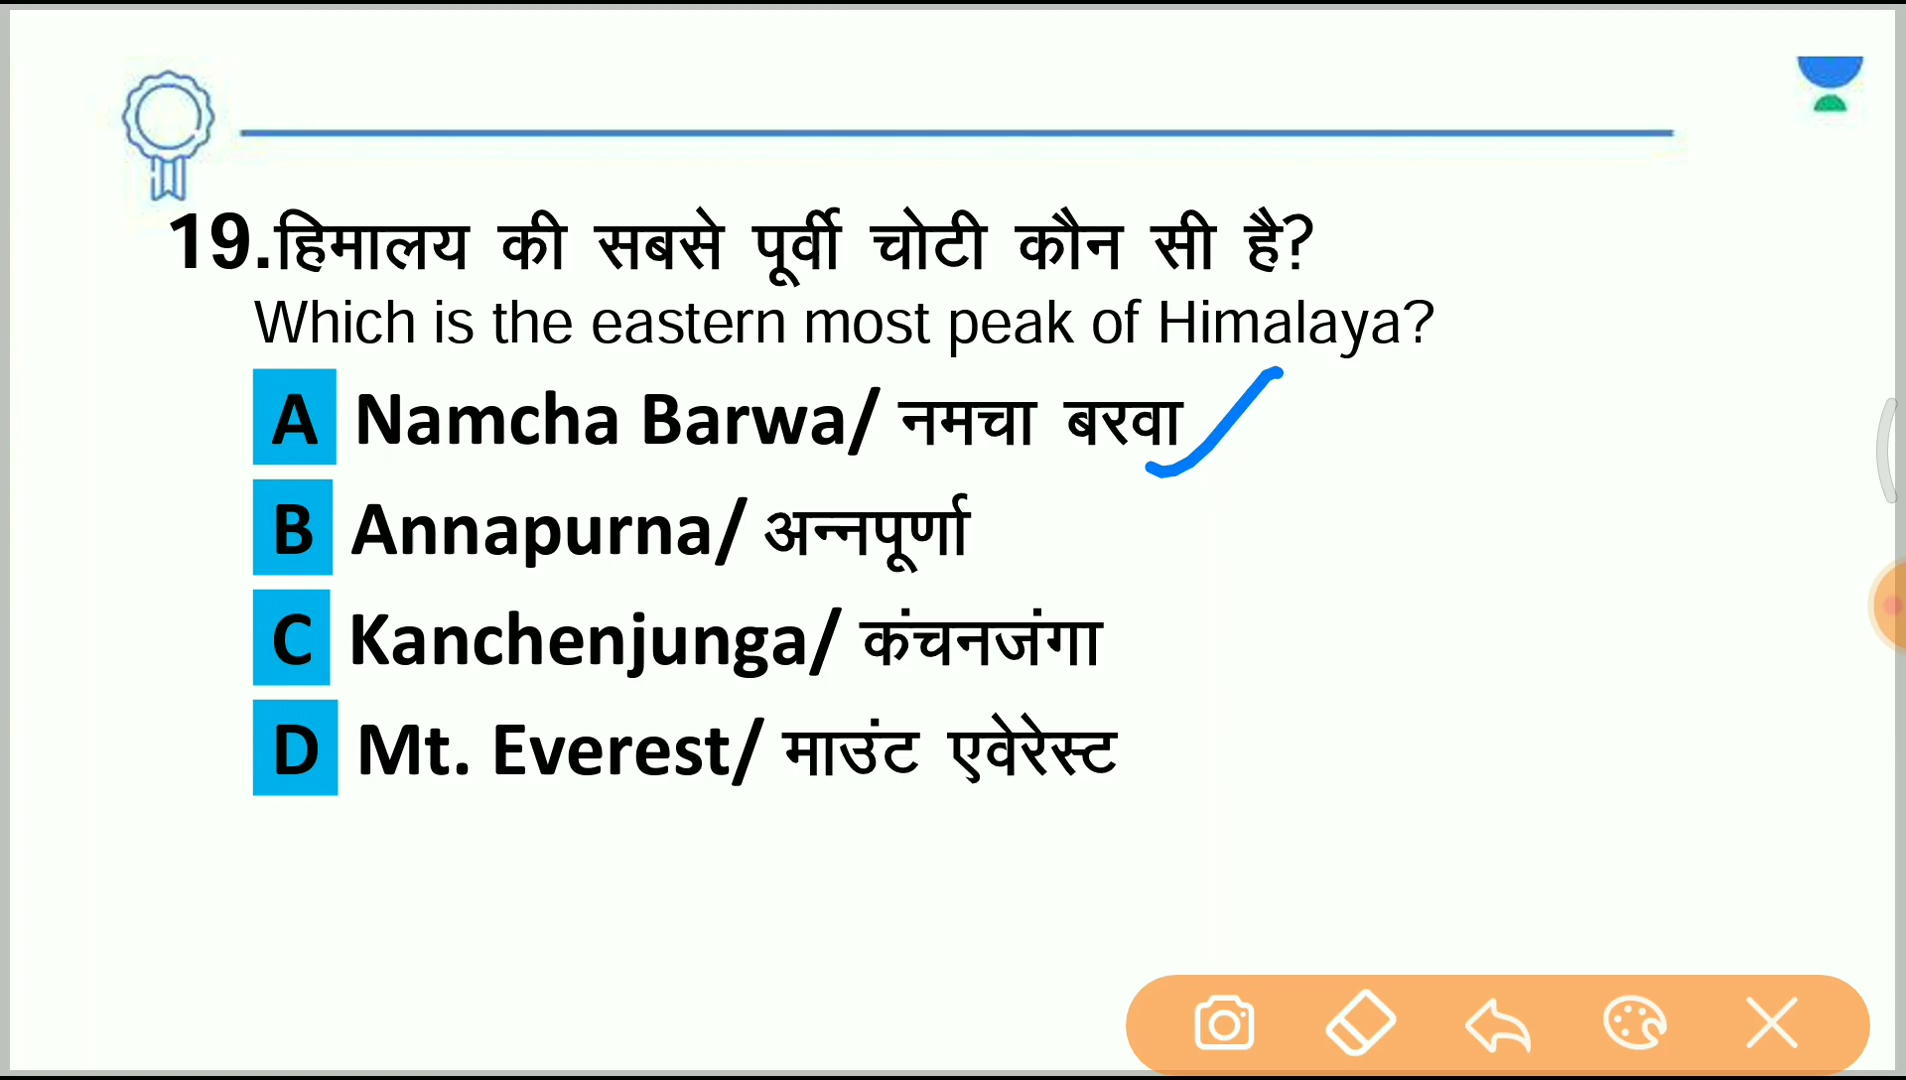 19.हिमालय की सबसे पूर्वी चोटी कौन सी है?
Which is the eastern most peak of Himalaya?
A Namcha Barwa/ नमचा बरवा
B Annapurna/ अन्नपूर्णा
C Kanchenjunga/ कंचनजंगा
D Mt. Everest/ माउंट एवेरेस्ट